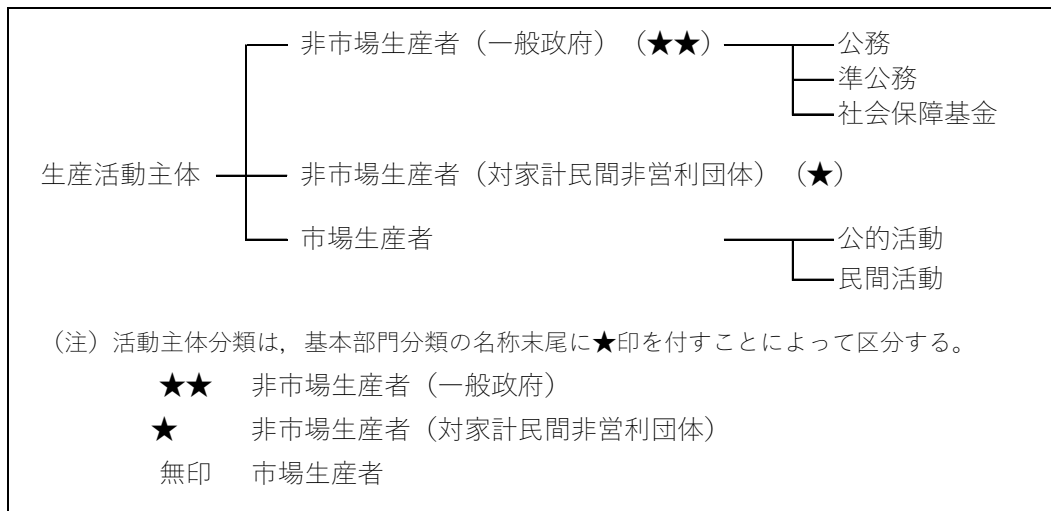 非市場生産者（一般政府）（★★） 公務
準公務
社会保障基金
生産活動主体 非市場生産者（対家計民間非営利団体）（★）
市場生産者 公的活動
民間活動
（注）活動主体分類は，基本部門分類の名称末尾に★印を付すことによって区分する。
★★ 非市場生産者（一般政府）
★ 非市場生産者（対家計民間非営利団体）
無印 市場生産者